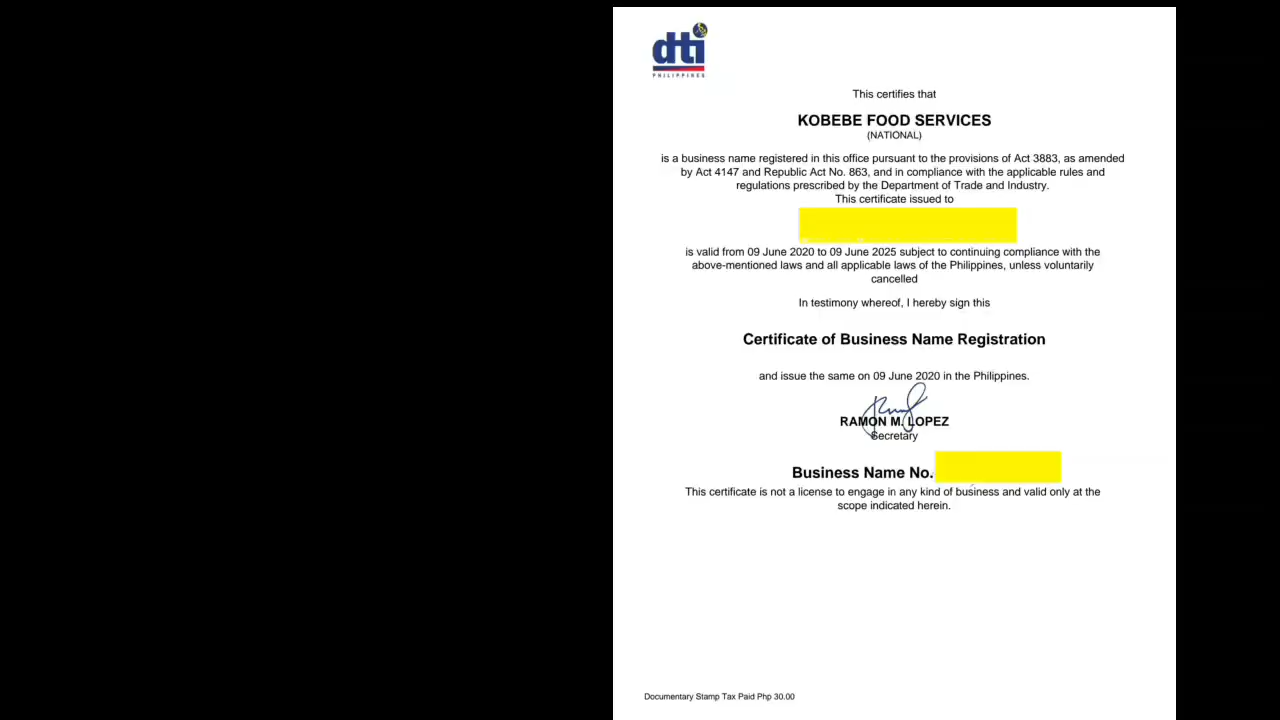 dti
PHILIPPINES
This certifies that
KOBEBE FOOD SERVICES
(NATIONAL)
is a business name registered in this office pursuant to the provisions of Act 3883, as amended
by Act 4147 and Republic Act No. 863, and in compliance with the applicable rules and
regulations prescribed by the Department of Trade and Industry.
This certificate issued to
is valid from 09 June 2020 to 09 June 2025 subject to continuing compliance with the
above-mentioned laws and all applicable laws of the Philippines, unless voluntarily
cancelled
In testimony whereof, I hereby sign this
Certificate of Business Name Registration
and issue the same on 09 June 2020 in the Philippines.
RAMON M. LOPEZ
Secretary
Business Name No.
This certificate is not a license to engage in any kind of business and valid only at the
scope indicated herein.
Documentary Stamp Tax Paid Php 30.00